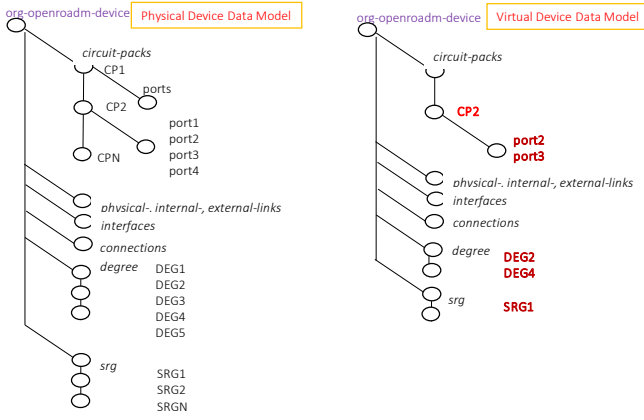 org-openroadm-device
Physical Device Data Model
circuit-packs
CP1
ports
CP2
port1
port2
port3
port4
CPN
physical-, internal-, external-links
interfaces
connections
degree
DEG1
DEG2
DEG3
DEG4
DEG5
srg
SRG1
SRG2
SRGN
org-openroadm-device
Virtual Device Data Model
circuit-packs
CP2
port2
port3
physical-, internal-, external-links
interfaces
connections
degree
DEG2
DEG4
srg
SRG1